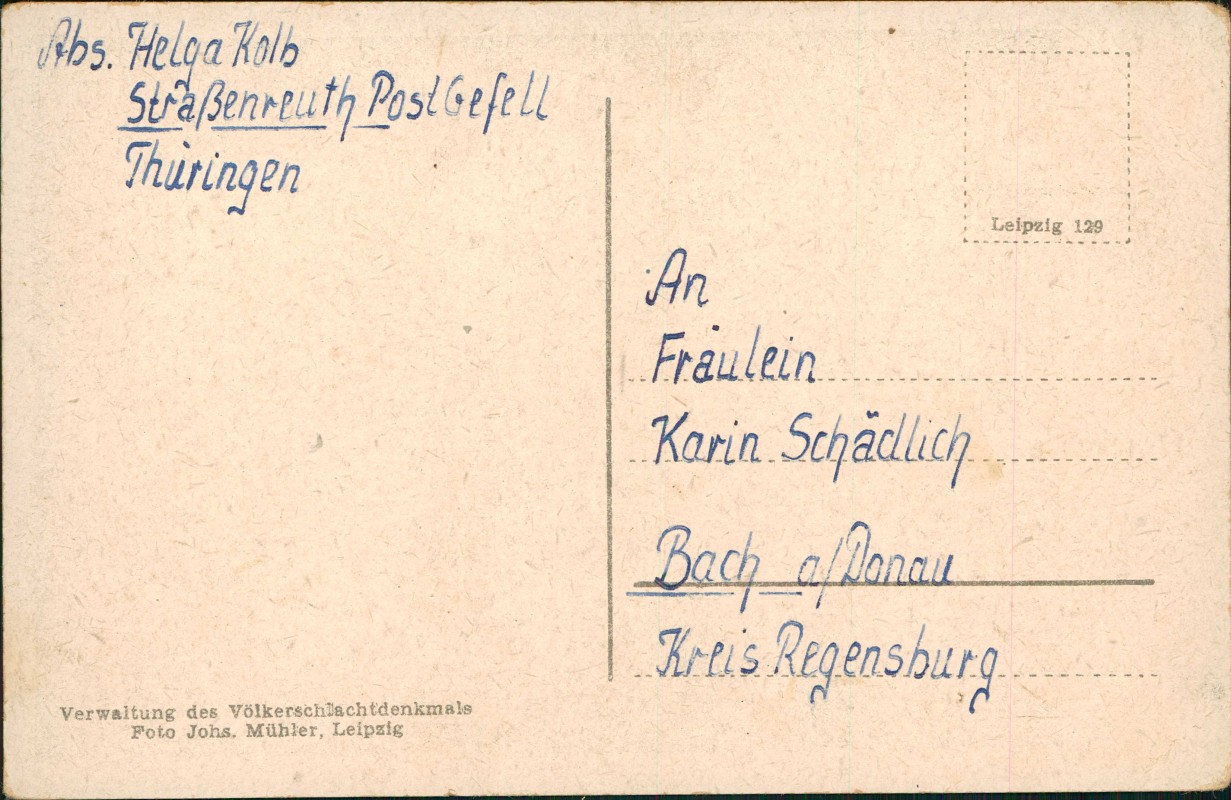 Abs. Helga Kolb
Straßenreuth Post Gefell
Thüringen
Leipzig 129
An
Fräulein
Karin Schädlich
Bach a/Donau
Kreis Regensburg
Verwaltung des Völkerschlachtdenkmals
Foto Johs. Mühler, Leipzig